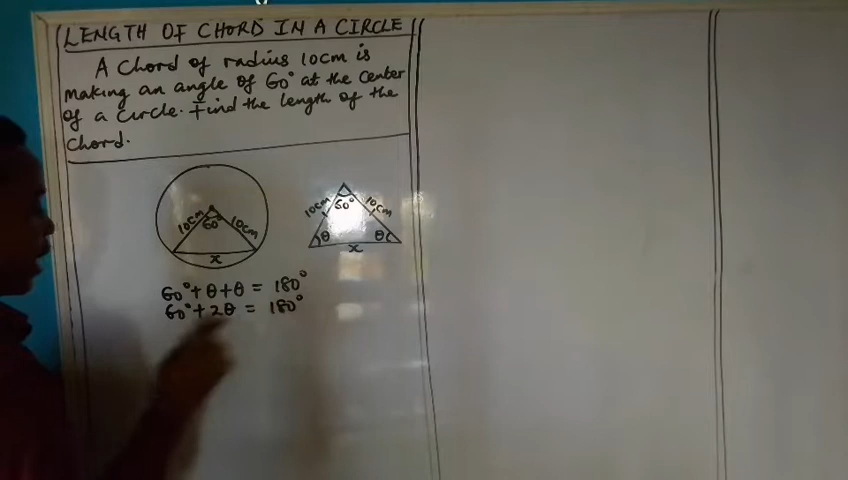 LENGTH OF CHORD IN A CIRCLE
A Chord of radius 10cm is
making an angle of 60° at the center
of a circle. Find the length of the
chord.
10cm 60° 10cm
x
10cm 60° 10cm
θ θ
x
60° + θ + θ = 180°
60° + 2θ = 180°